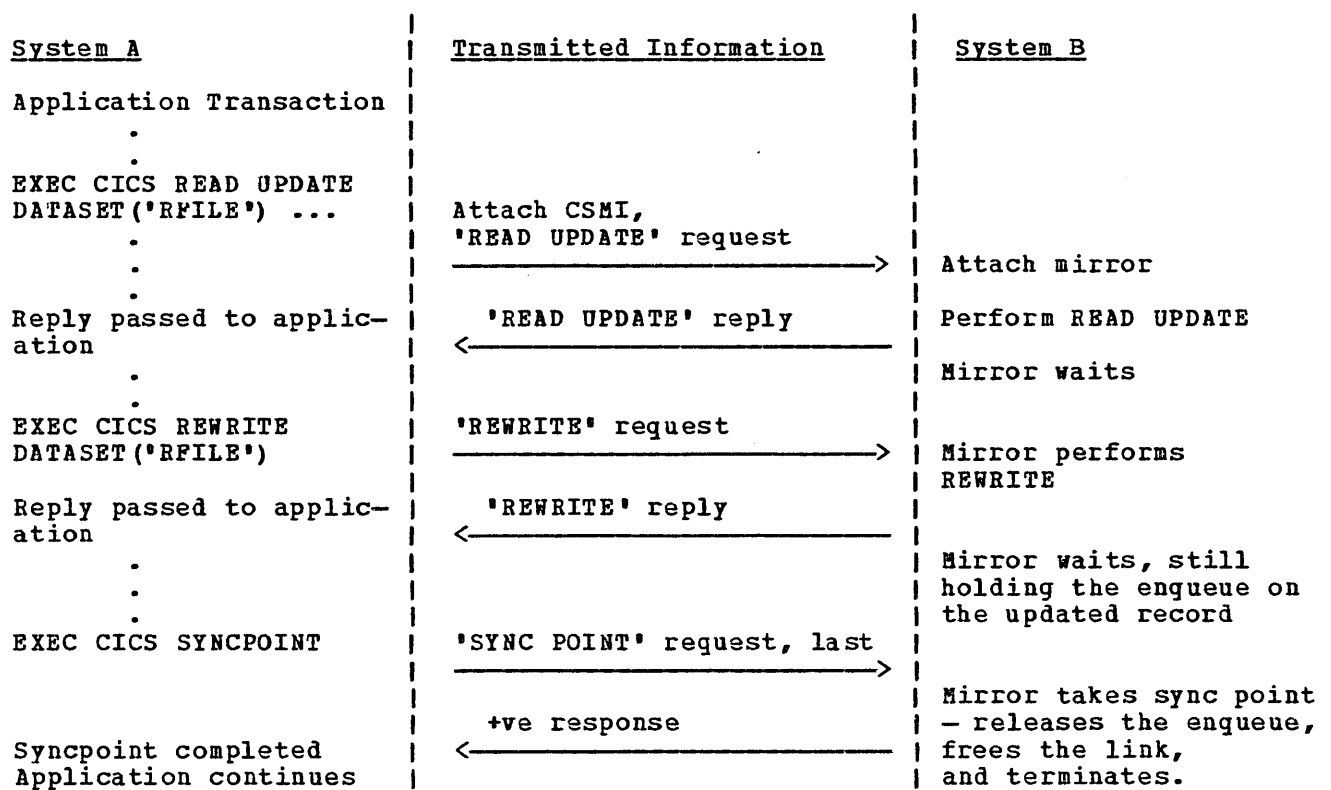 System A Transmitted Information System B
Application Transaction
.
.
EXEC CICS READ UPDATE
DATASET('RFILE') ... Attach CSMI,
. 'READ UPDATE' request
. Attach mirror
.
Reply passed to applic- 'READ UPDATE' reply Perform READ UPDATE
ation
. Mirror waits
.
EXEC CICS REWRITE 'REWRITE' request
DATASET('RFILE') Mirror performs
REWRITE
Reply passed to applic- 'REWRITE' reply
ation
. Mirror waits, still
. holding the enqueue on
. the updated record
EXEC CICS SYNCPOINT 'SYNC POINT' request, last
Mirror takes sync point
+ve response - releases the enqueue,
Syncpoint completed frees the link,
Application continues and terminates.